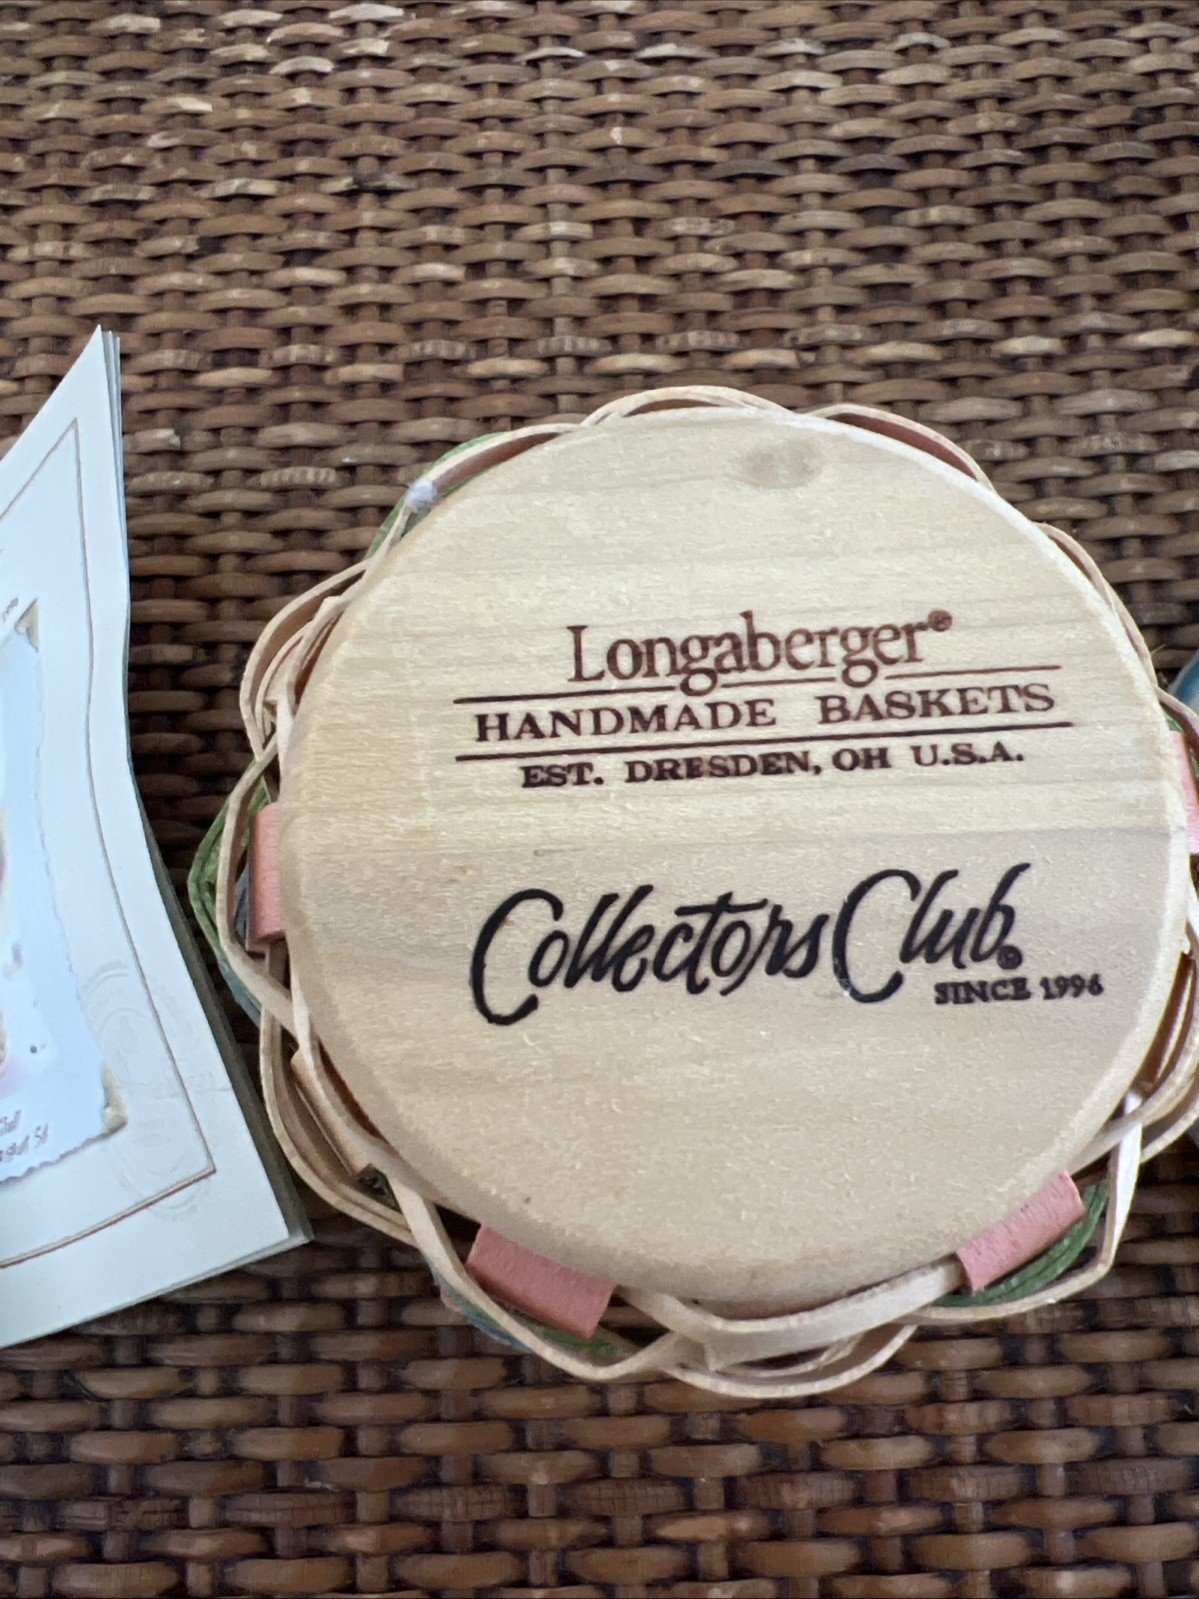 Longaberger®
HANDMADE BASKETS
EST. DRESDEN, OH U.S.A.
Collectors Club®
SINCE 1996